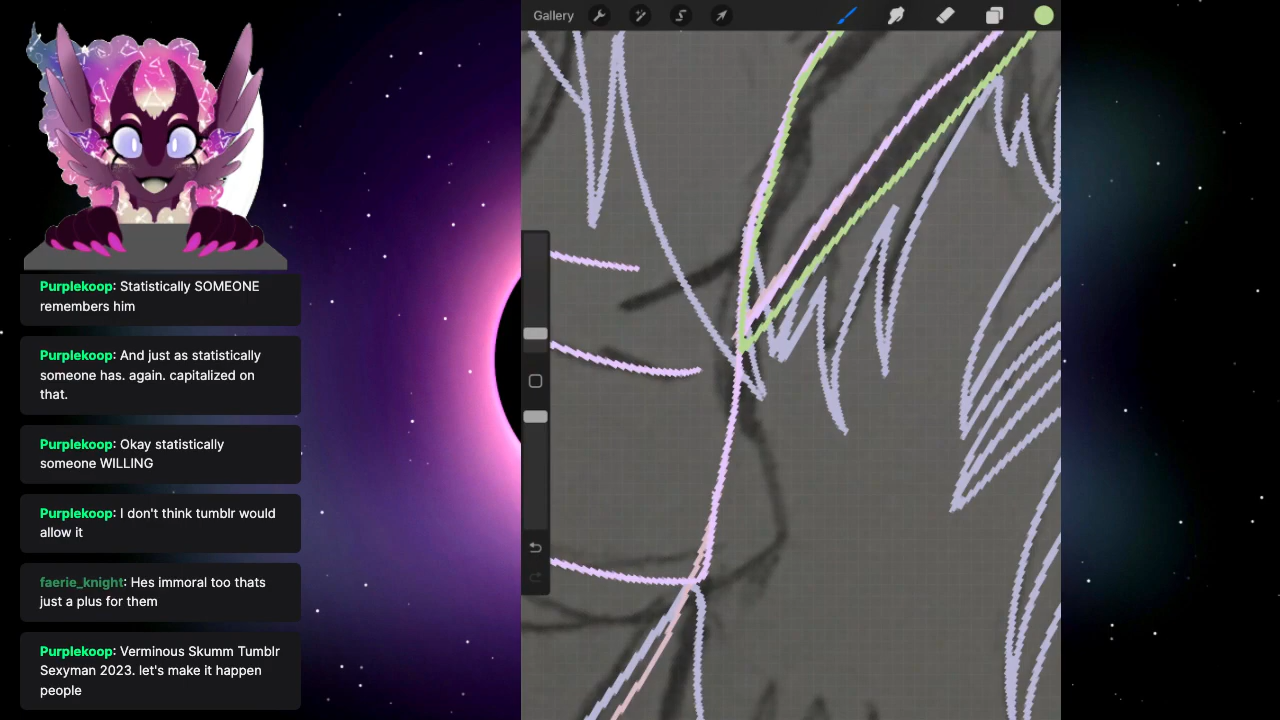 Gallery
Purplekoop: Statistically SOMEONE
remembers him
Purplekoop: And just as statistically
someone has. again. capitalized on
that.
Purplekoop: Okay statistically
someone WILLING
Purplekoop: I don't think tumblr would
allow it
faerie_knight: Hes immoral too thats
just a plus for them
Purplekoop: Verminous Skumm Tumblr
Sexyman 2023. let's make it happen
people